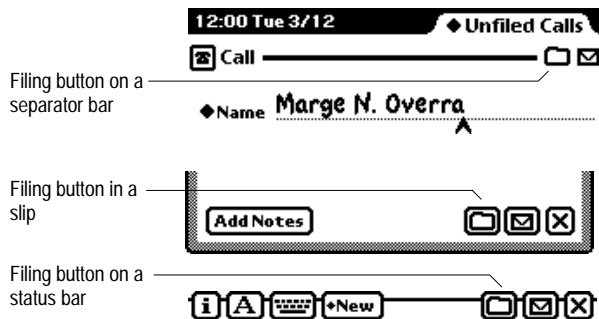 12:00 Tue 3/12 ◆Unfiled Calls
Call
Filing button on a
separator bar
◆Name Marge N. Overra
Filing button in a
slip
Add Notes
Filing button on a
status bar
i A ◆New